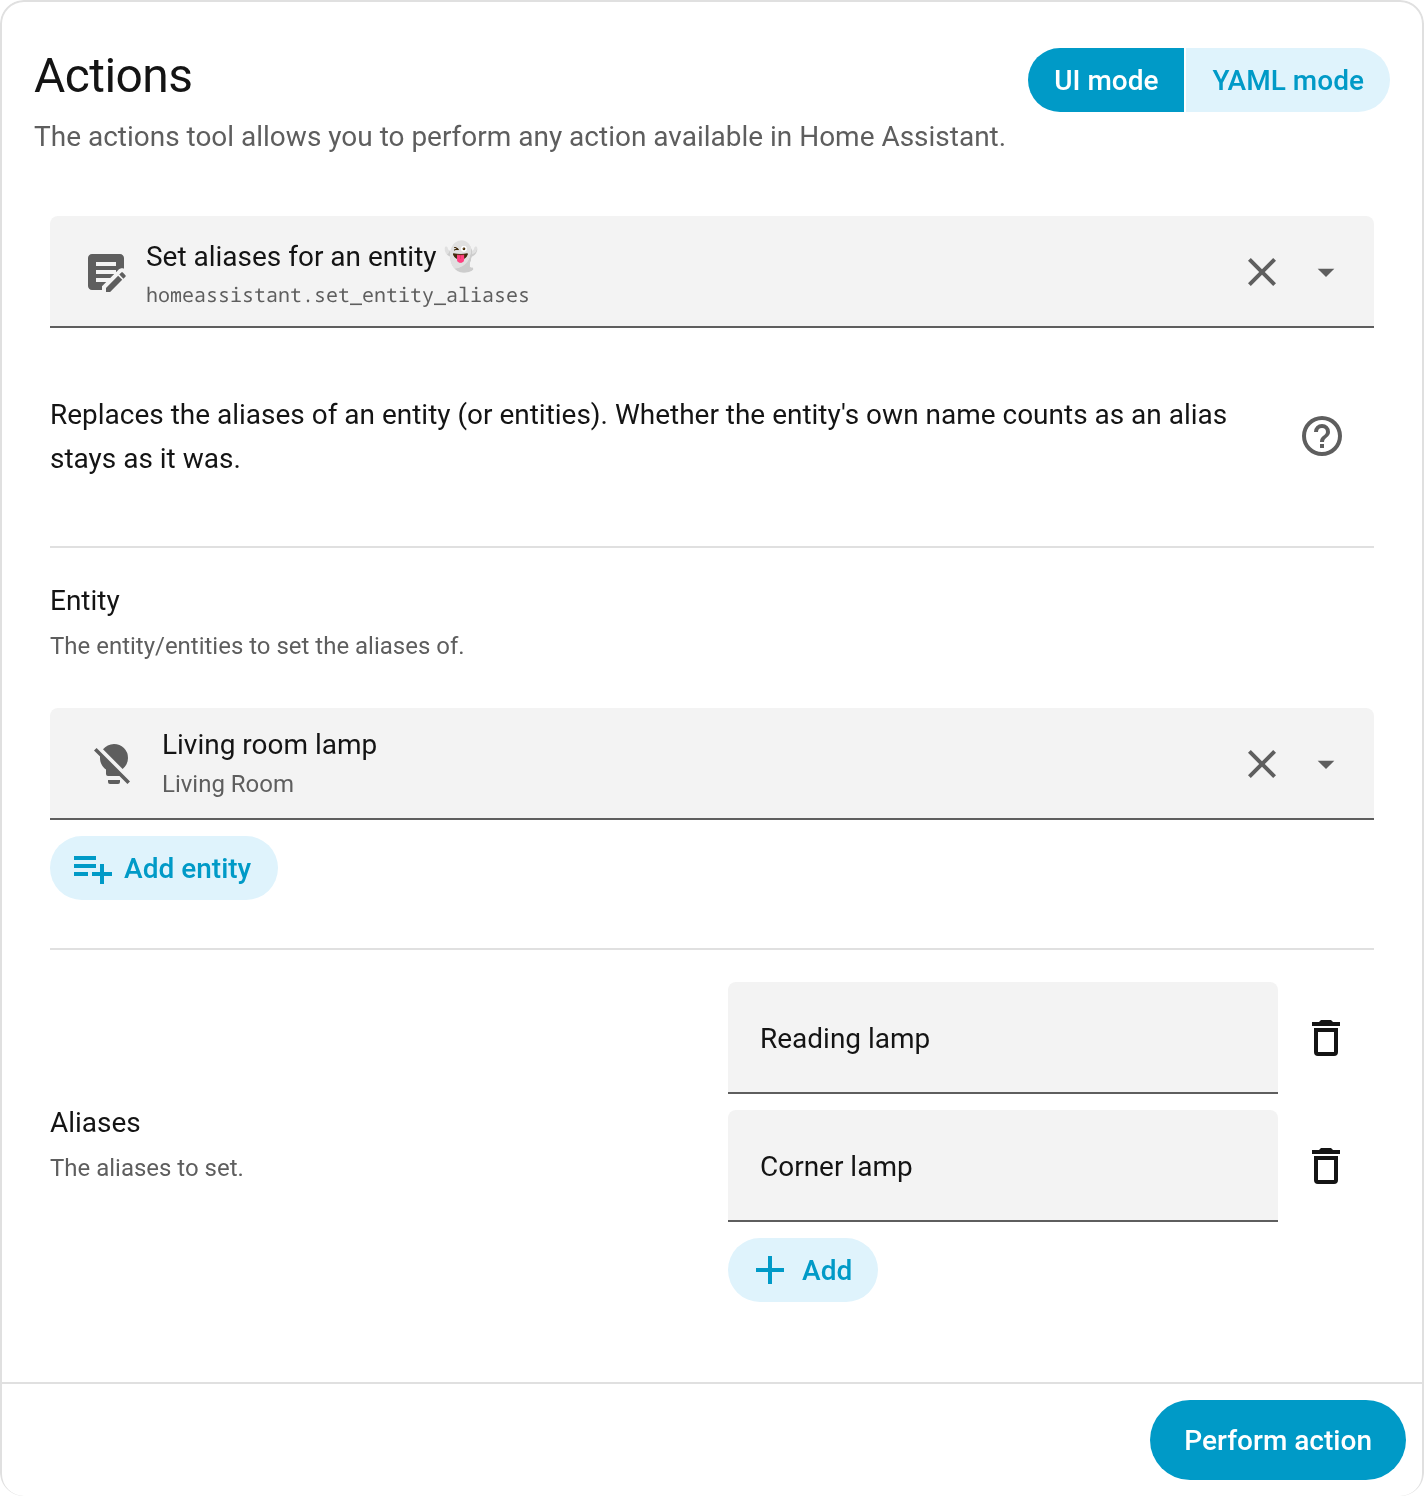 Actions
UI mode
YAML mode
The actions tool allows you to perform any action available in Home Assistant.
Set aliases for an entity 👻
homeassistant.set_entity_aliases
Replaces the aliases of an entity (or entities). Whether the entity's own name counts as an alias
stays as it was.
Entity
The entity/entities to set the aliases of.
Living room lamp
Living Room
Add entity
Aliases
The aliases to set.
Reading lamp
Corner lamp
Add
Perform action